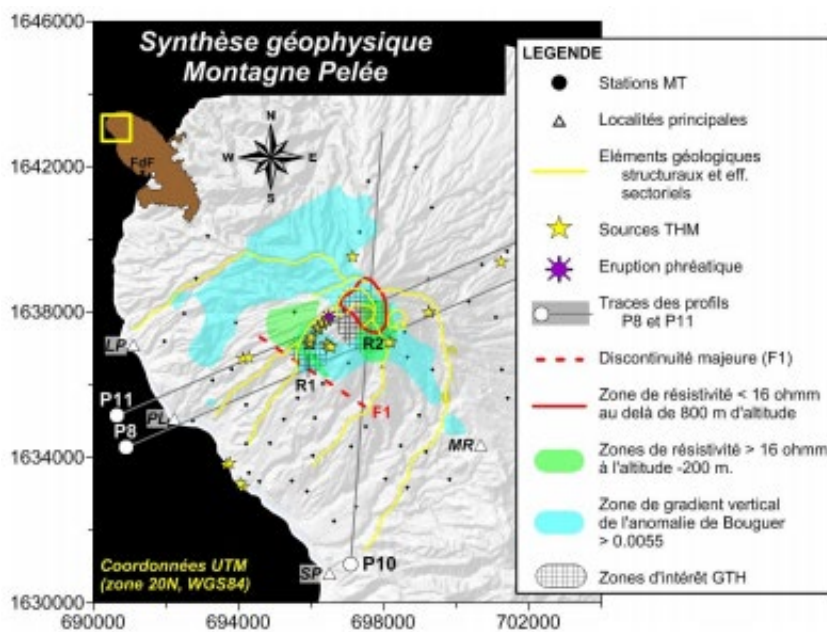 1646000
1642000
1638000
1634000
1630000
690000
694000
698000
702000
Synthèse géophysique
Montagne Pelée
FdF
N
W
E
S
LP
P11
PL
P8
R1
R2
F1
MR
SP
P10
Coordonnées UTM
(zone 20N, WGS84)
LEGENDE
Stations MT
Localités principales
Eléments géologiques
structuraux et eff.
sectoriels
Sources THM
Eruption phréatique
Traces des profils
P8 et P11
Discontinuité majeure (F1)
Zone de résistivité < 16 ohmm
au delà de 800 m d'altitude
Zones de résistivité > 16 ohmm
à l'altitude -200 m.
Zone de gradient vertical
de l'anomalie de Bouguer
> 0.0055
Zones d'intérêt GTH